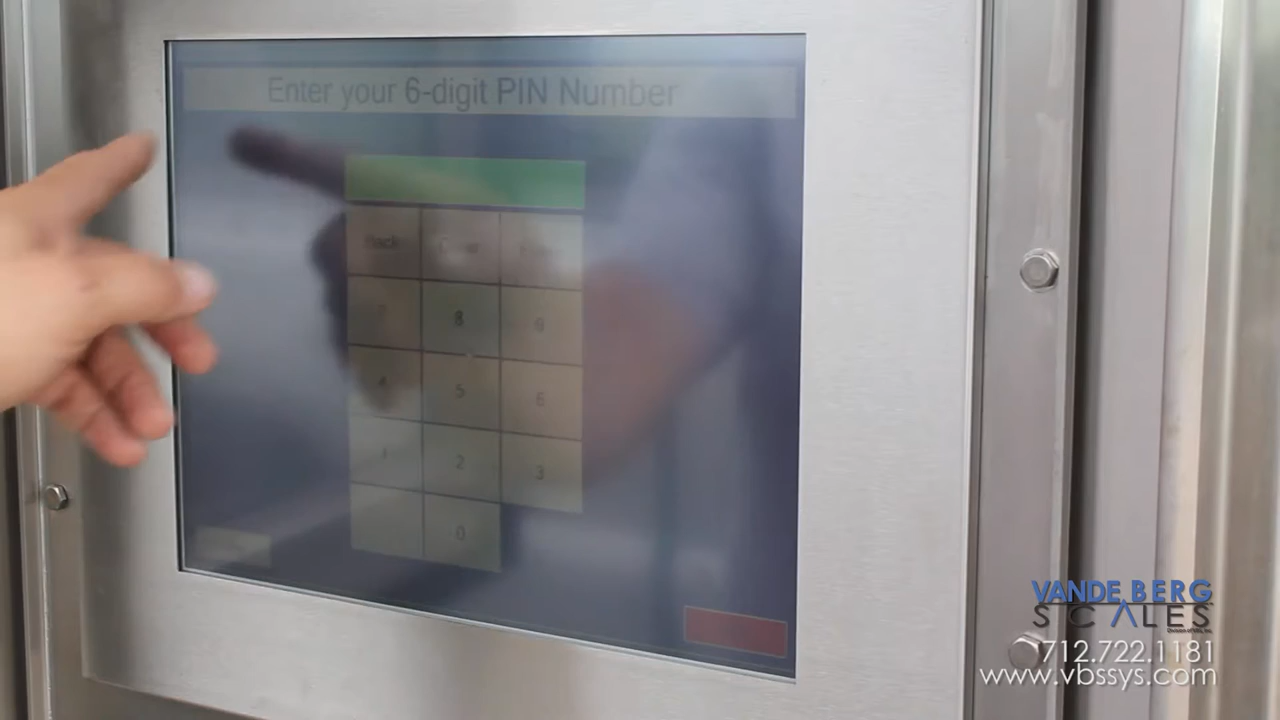 Enter your 6-digit PIN Number
Back
7 8 9
4 5 6
1 2 3
0
VANDE BERG
SCALES
712.722.1181
www.vbssys.com